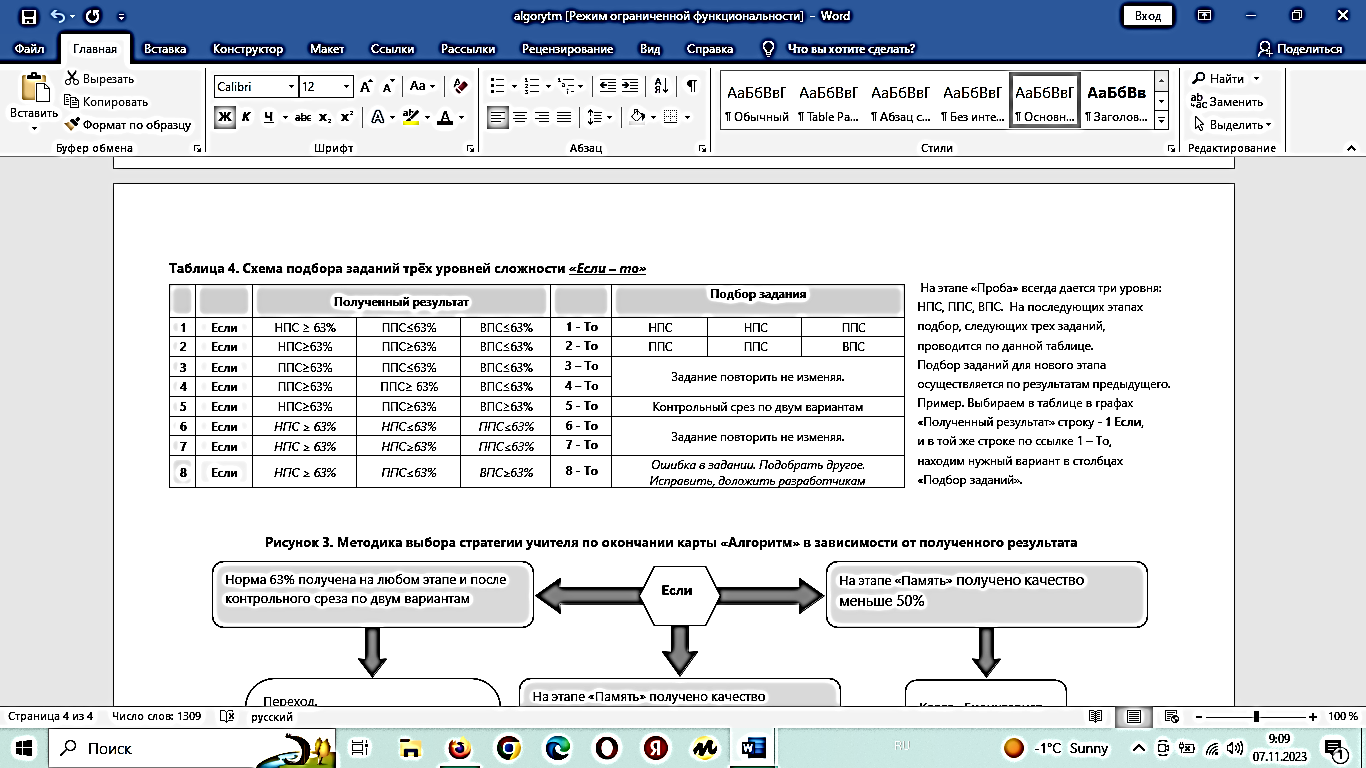 algorytm [Режим ограниченной функциональности] - Word
Вход
Файл Главная Вставка Конструктор Макет Ссылки Рассылки Рецензирование Вид Справка Что вы хотите сделать? Поделиться
Вставить
Вырезать
Копировать
Формат по образцу
Буфер обмена
Calibri 12
Aa
Ж К Ч abc x₂ x²
Шрифт
Абзац
АаБбВвГ АаБбВвГ АаБбВвГ АаБбВвГ АаБбВвГ АаБбВв
¶ Обычный ¶ Table Pa... ¶ Абзац с... ¶ Без инте... ¶ Основн... ¶ Заголов...
Стили
Найти
Заменить
Выделить
Редактирование
Таблица 4. Схема подбора заданий трёх уровней сложности «Если – то»
Полученный результат Подбор задания
1 Если НПС ≥ 63% ППС≤63% ВПС≤63% 1 - То НПС НПС ППС
2 Если НПС≥63% ППС≥63% ВПС≤63% 2 - То ППС ППС ВПС
3 Если ППС≥63% ППС≤63% ВПС≤63% 3 – То
Задание повторить не изменяя.
4 Если ППС≥63% ППС≥ 63% ВПС≤63% 4 – То
5 Если НПС≥63% ППС≥63% ВПС≥63% 5 - То Контрольный срез по двум вариантам
6 Если НПС ≥ 63% НПС≤63% ППС≤63% 6 - То
Задание повторить не изменяя.
7 Если НПС ≥ 63% НПС≥63% ППС≤63% 7 - То
8 Если НПС ≥ 63% ППС≤63% ВПС≥63% 8 - То Ошибка в задании. Подобрать другое.
Исправить, доложить разработчикам
На этапе «Проба» всегда дается три уровня:
НПС, ППС, ВПС. На последующих этапах
подбор, следующих трех заданий,
проводится по данной таблице.
Подбор заданий для нового этапа
осуществляется по результатам предыдущего.
Пример. Выбираем в таблице в графах
«Полученный результат» строку - 1 Если,
и в той же строке по ссылке 1 – То,
находим нужный вариант в столбцах
«Подбор заданий».
Рисунок 3. Методика выбора стратегии учителя по окончании карты «Алгоритм» в зависимости от полученного результата
Норма 63% получена на любом этапе и после
контрольного среза по двум вариантам
Если
На этапе «Память» получено качество
меньше 50%
Переход.
На этапе «Память» получено качество
Страница 4 из 4 Число слов: 1309 русский 100 %
Поиск
RU
-1°C Sunny
9:09
07.11.2023